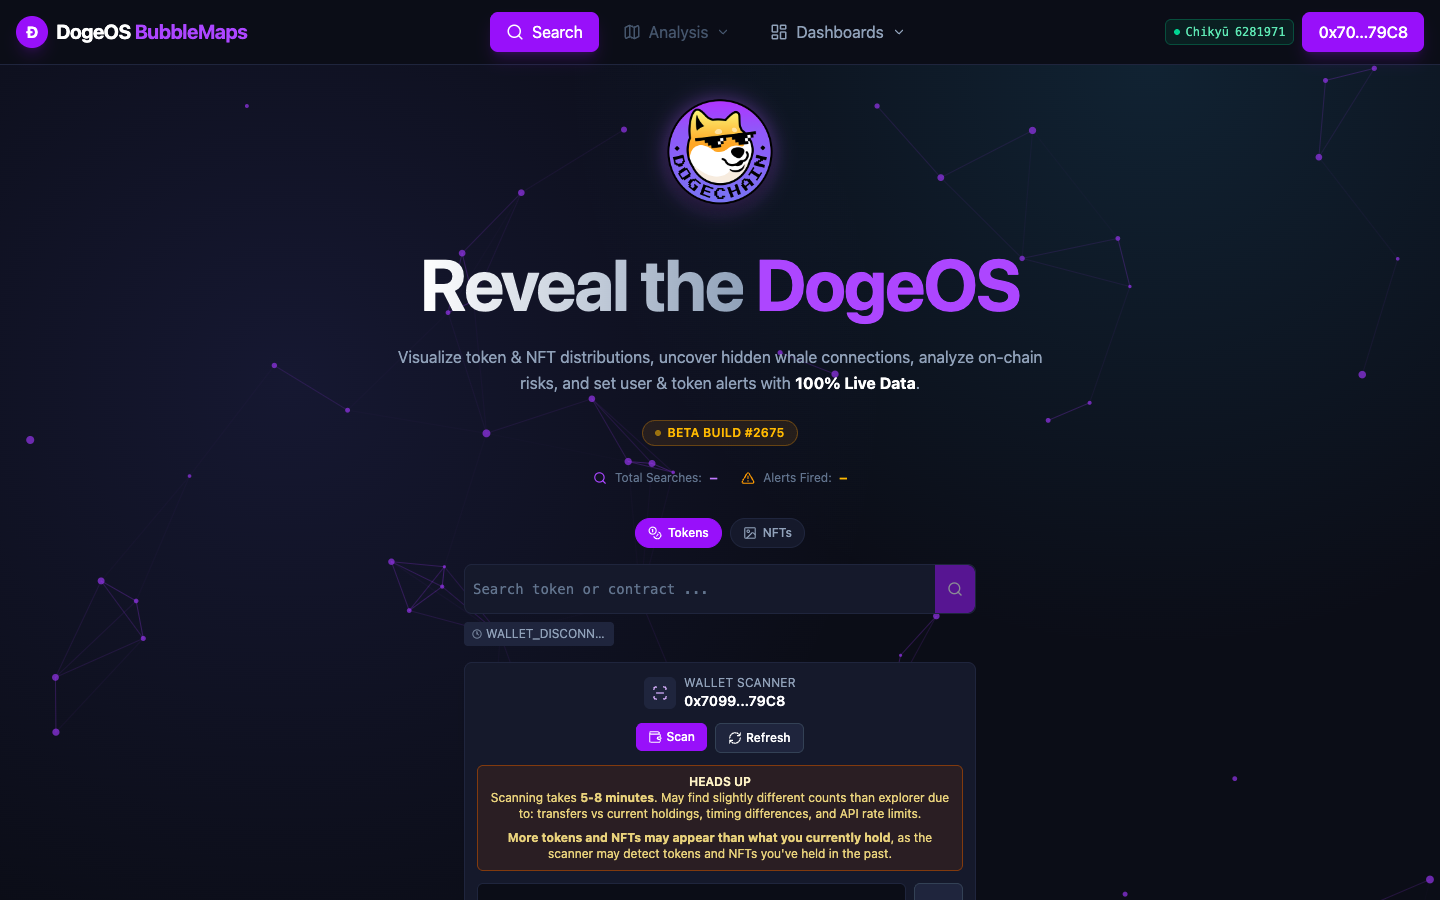 DogeOS BubbleMaps
Search
Analysis
Dashboards
Chikyū 6281971
0x70...79C8
DOGECHAIN
Reveal the DogeOS
Visualize token & NFT distributions, uncover hidden whale connections, analyze on-chain
risks, and set user & token alerts with 100% Live Data.
BETA BUILD #2675
Total Searches: –
Alerts Fired: –
Tokens
NFTs
Search token or contract ...
WALLET_DISCONN...
WALLET SCANNER
0x7099...79C8
Scan
Refresh
HEADS UP
Scanning takes 5-8 minutes. May find slightly different counts than explorer due
to: transfers vs current holdings, timing differences, and API rate limits.
More tokens and NFTs may appear than what you currently hold, as the
scanner may detect tokens and NFTs you've held in the past.